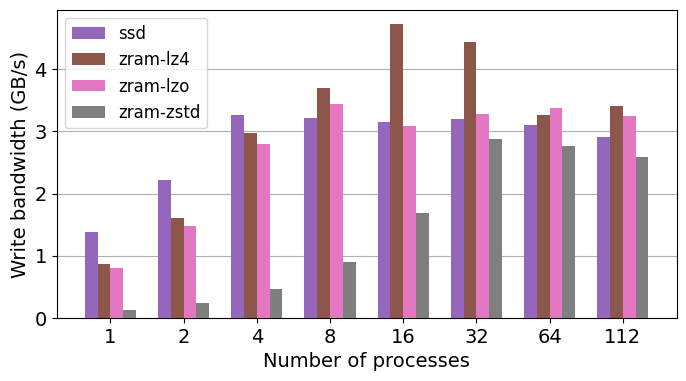 ssd
zram-lz4
zram-lzo
zram-zstd
Write bandwidth (GB/s)
4
3
2
1
0
1 2 4 8 16 32 64 112
Number of processes